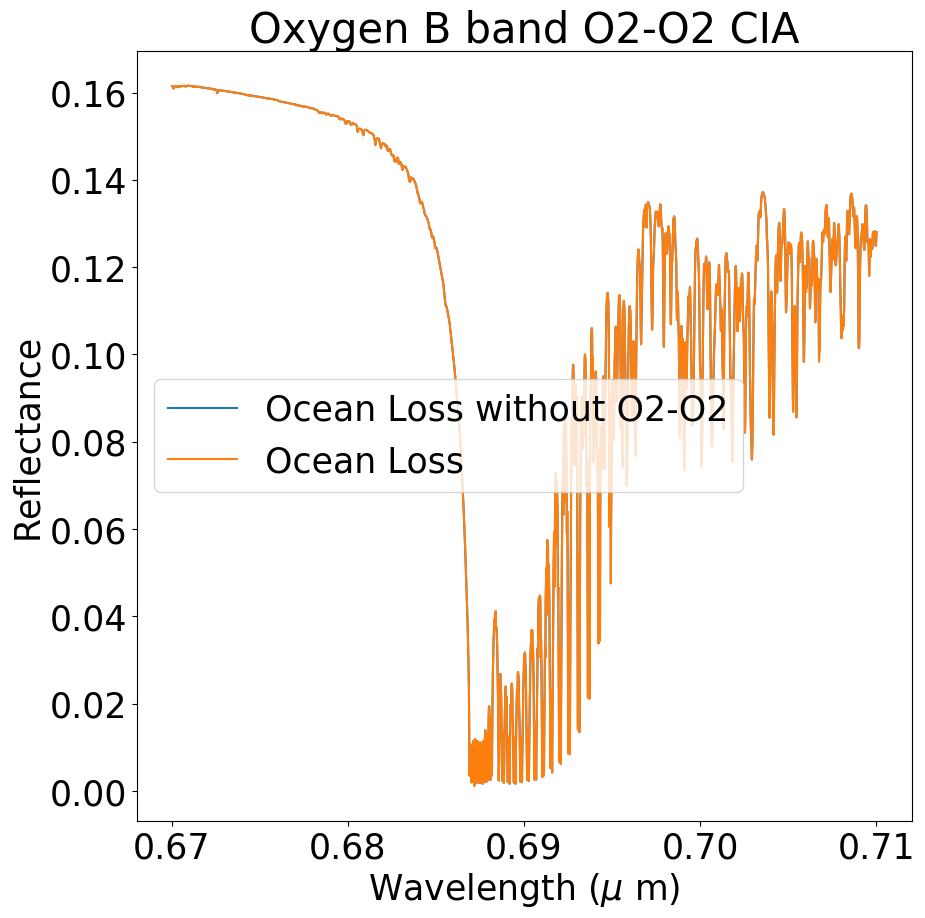 Oxygen B band O2-O2 CIA
Reflectance
0.16
0.14
0.12
0.10
0.08
0.06
0.04
0.02
0.00
Ocean Loss without O2-O2
Ocean Loss
0.67 0.68 0.69 0.70 0.71
Wavelength (μ m)